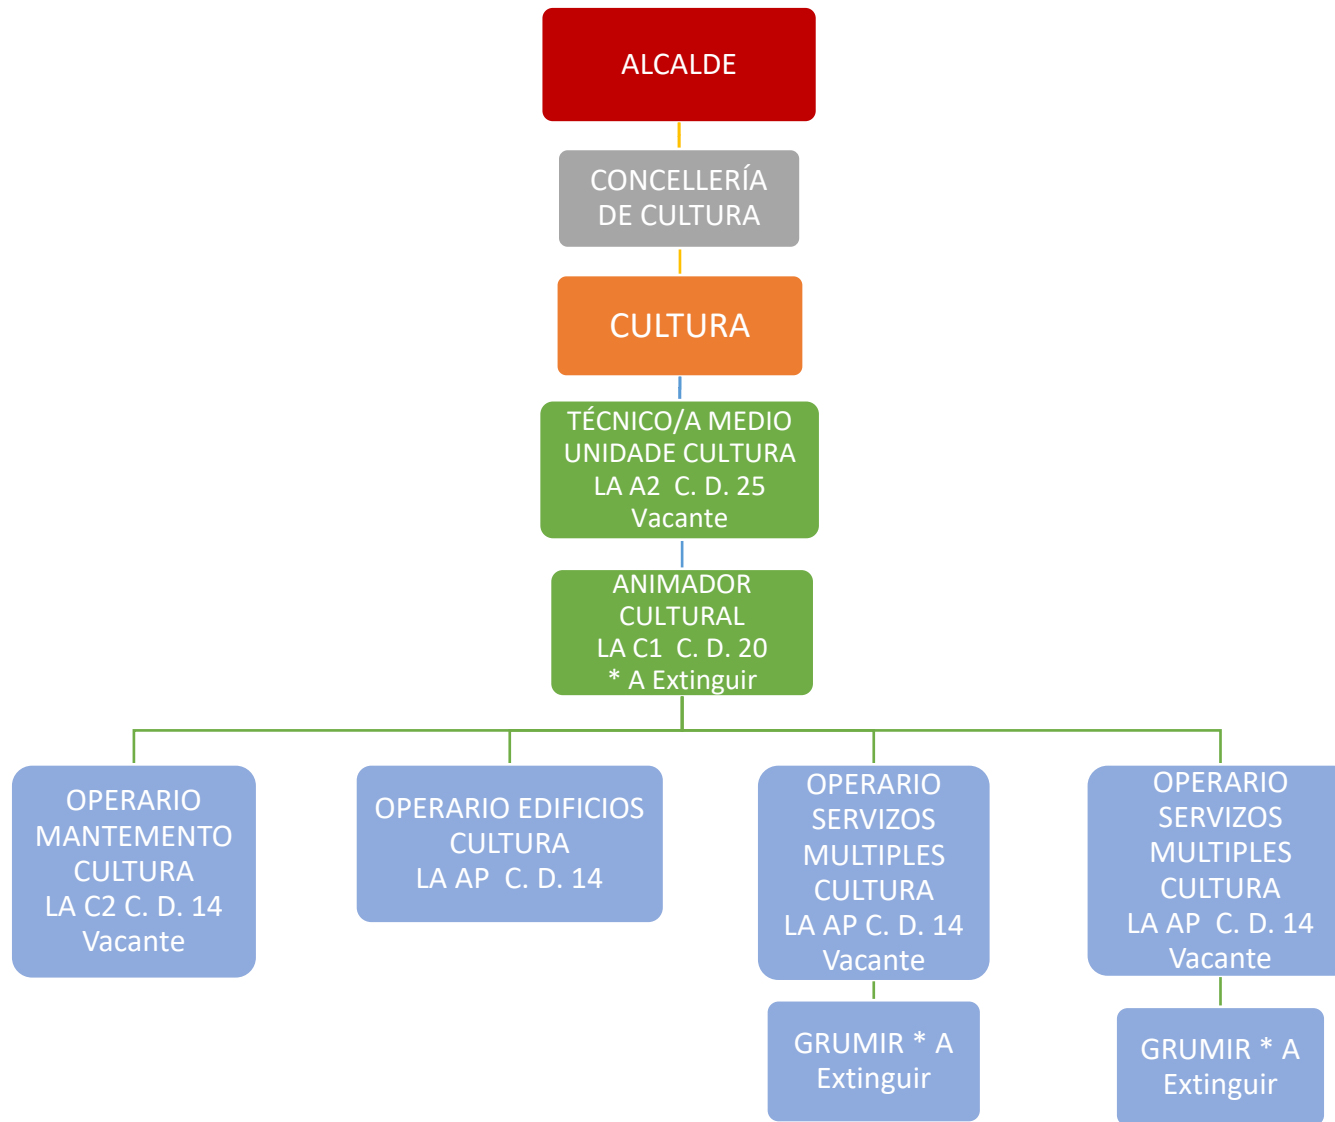 ALCALDE
CONCELLERÍA
DE CULTURA
CULTURA
TÉCNICO/A MEDIO
UNIDADE CULTURA
LA A2  C. D. 25
Vacante
ANIMADOR
CULTURAL
LA C1  C. D. 20
* A Extinguir
OPERARIO
MANTEMENTO
CULTURA
LA C2 C. D. 14
Vacante
OPERARIO EDIFICIOS
CULTURA
LA AP  C. D. 14
OPERARIO
SERVIZOS
MULTIPLES
CULTURA
LA AP C. D. 14
Vacante
OPERARIO
SERVIZOS
MULTIPLES
CULTURA
LA AP  C. D. 14
Vacante
GRUMIR * A
Extinguir
GRUMIR * A
Extinguir